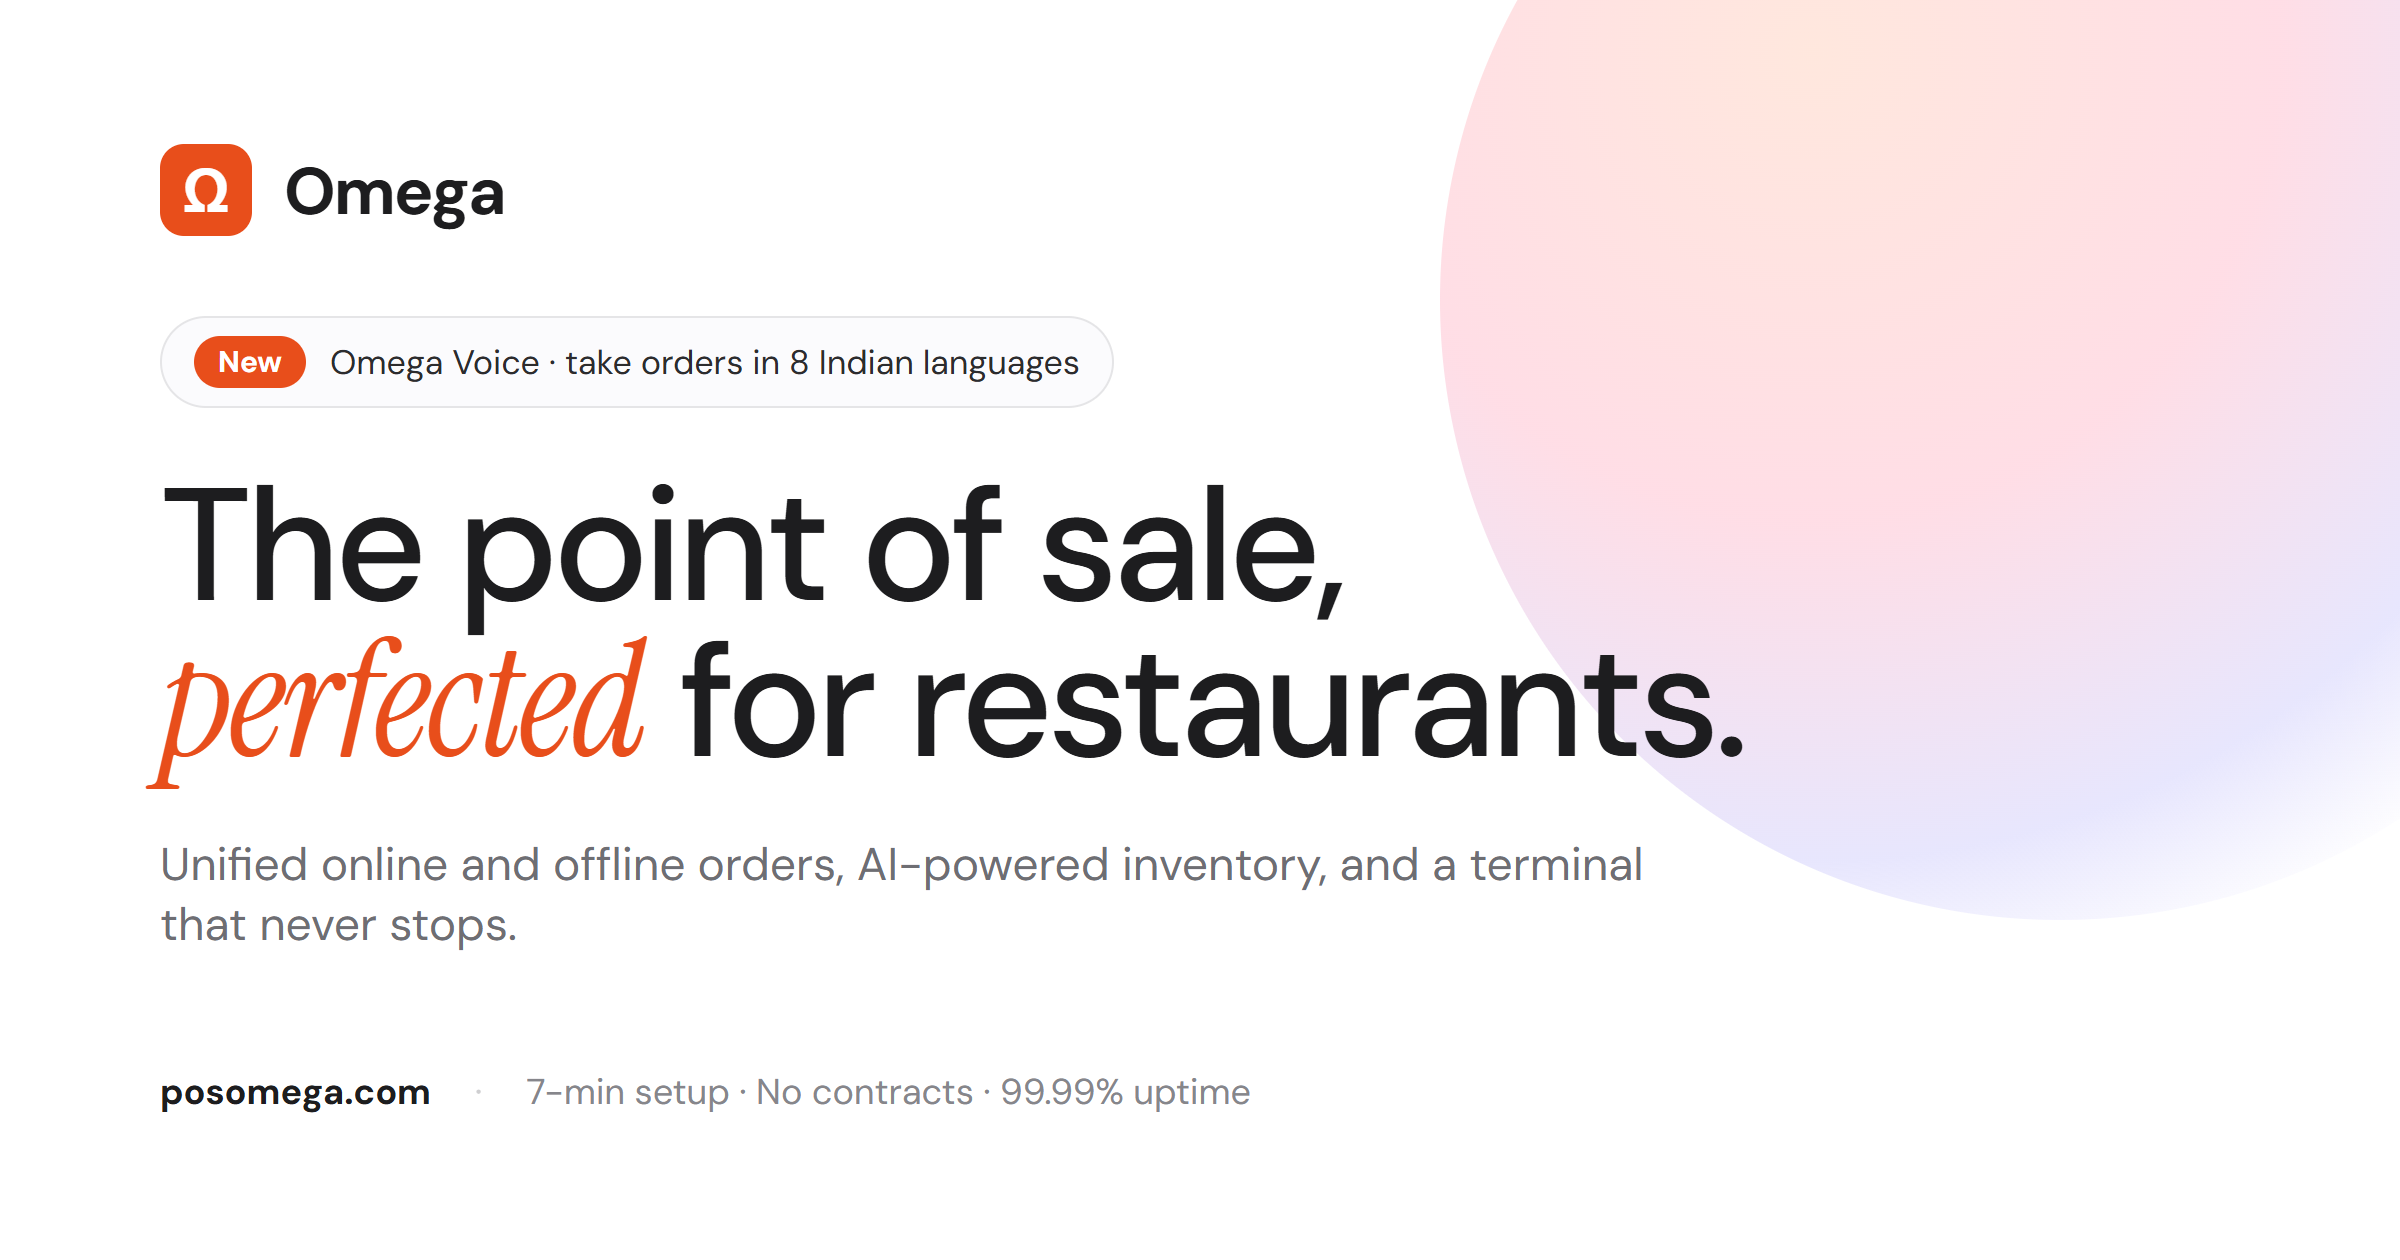 Ω Omega
New Omega Voice · take orders in 8 Indian languages
The point of sale,
perfected for restaurants.
Unified online and offline orders, AI-powered inventory, and a terminal
that never stops.
posomega.com · 7-min setup · No contracts · 99.99% uptime